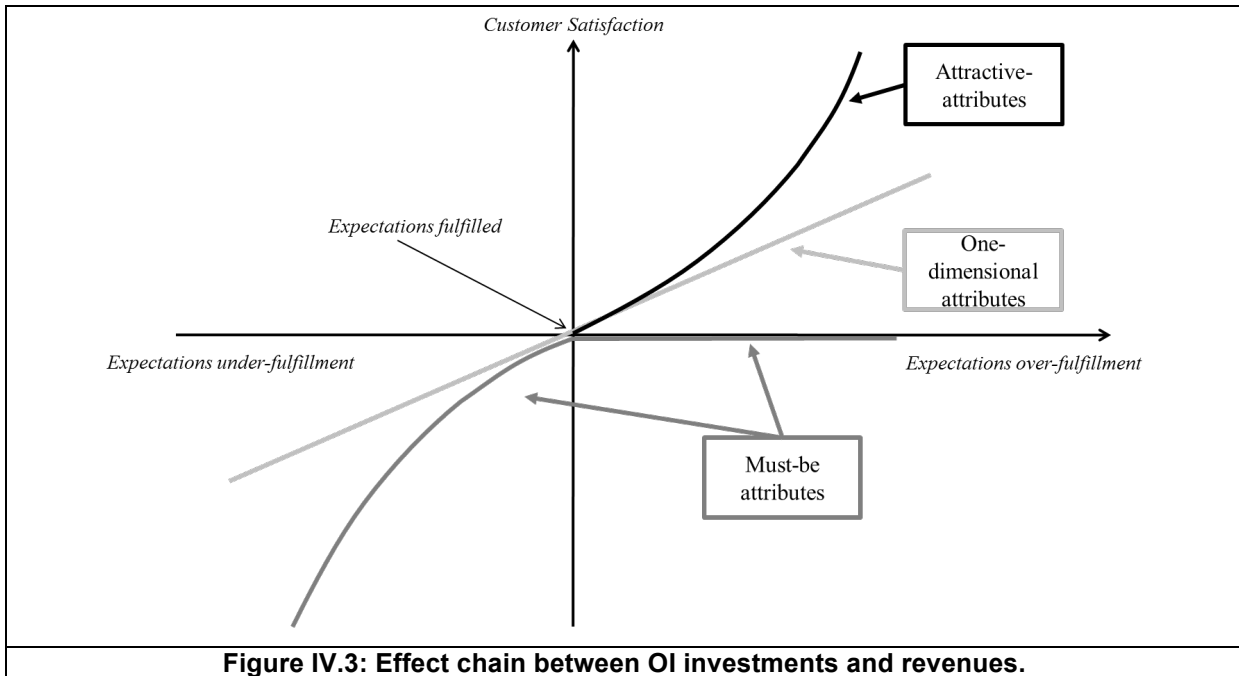 Customer Satisfaction
Attractive-
attributes
Expectations fulfilled
One-
dimensional
attributes
Expectations under-fulfillment
Expectations over-fulfillment
Must-be
attributes
Figure IV.3: Effect chain between OI investments and revenues.